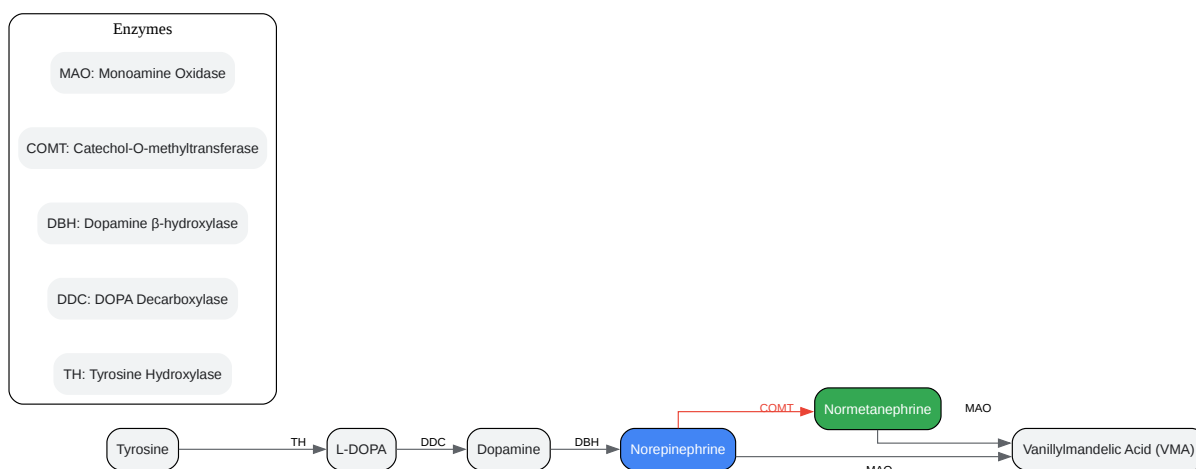 Enzymes
MAO: Monoamine Oxidase
COMT: Catechol-O-methyltransferase
DBH: Dopamine β-hydroxylase
DDC: DOPA Decarboxylase
TH: Tyrosine Hydroxylase
COMT
Normetanephrine
MAO
Tyrosine
TH
L-DOPA
DDC
Dopamine
DBH
Norepinephrine
MAO
Vanillylmandelic Acid (VMA)